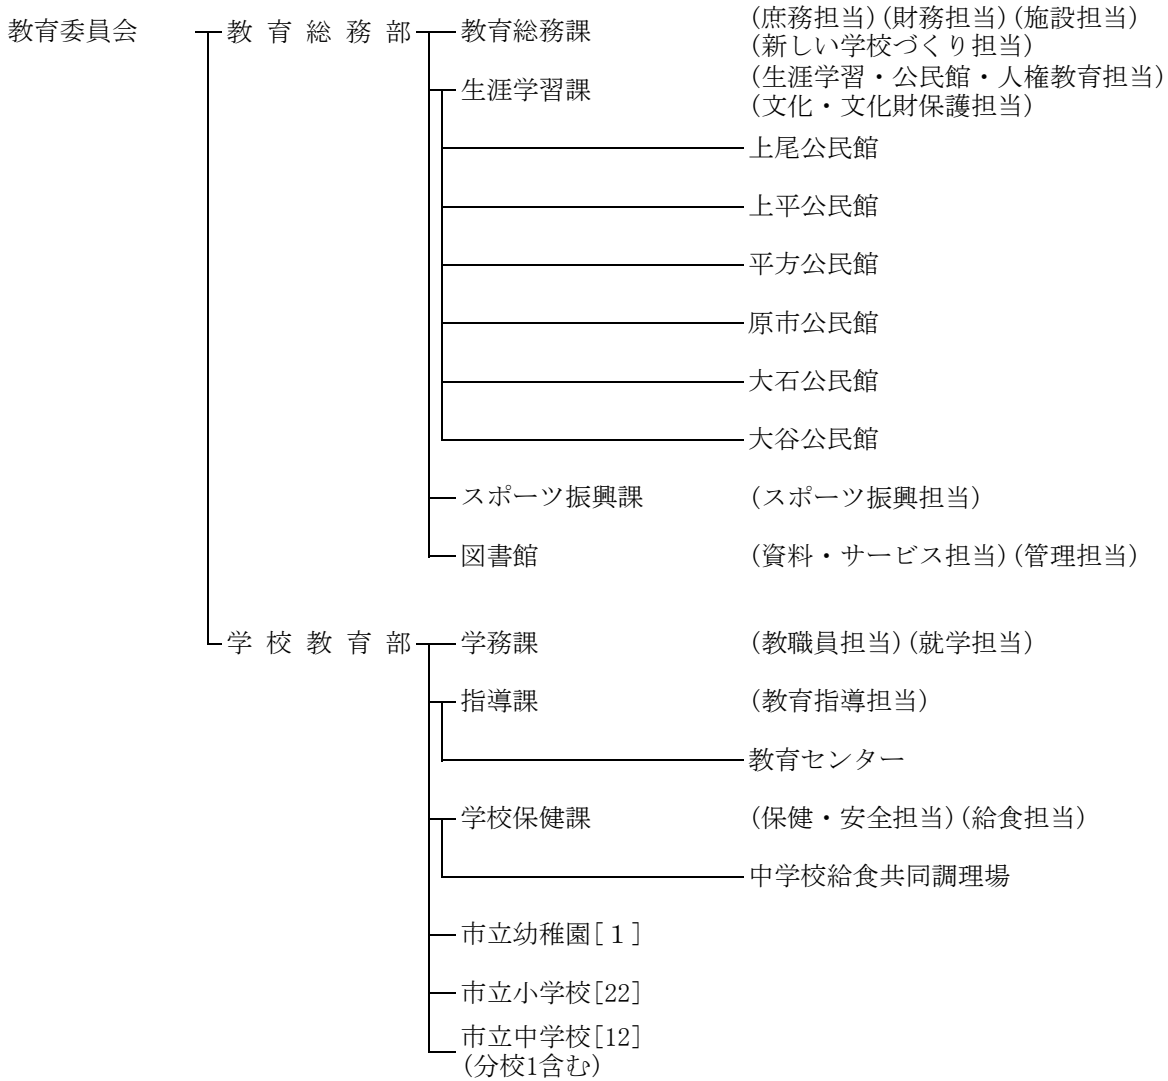 教育委員会 教育総務部 教育総務課 (庶務担当)(財務担当)(施設担当)
(新しい学校づくり担当)
生涯学習課 (生涯学習・公民館・人権教育担当)
(文化・文化財保護担当)
上尾公民館
上平公民館
平方公民館
原市公民館
大石公民館
大谷公民館
スポーツ振興課 (スポーツ振興担当)
図書館 (資料・サービス担当)(管理担当)
学校教育部 学務課 (教職員担当)(就学担当)
指導課 (教育指導担当)
教育センター
学校保健課 (保健・安全担当)(給食担当)
中学校給食共同調理場
市立幼稚園[１]
市立小学校[22]
市立中学校[12]
(分校1含む)